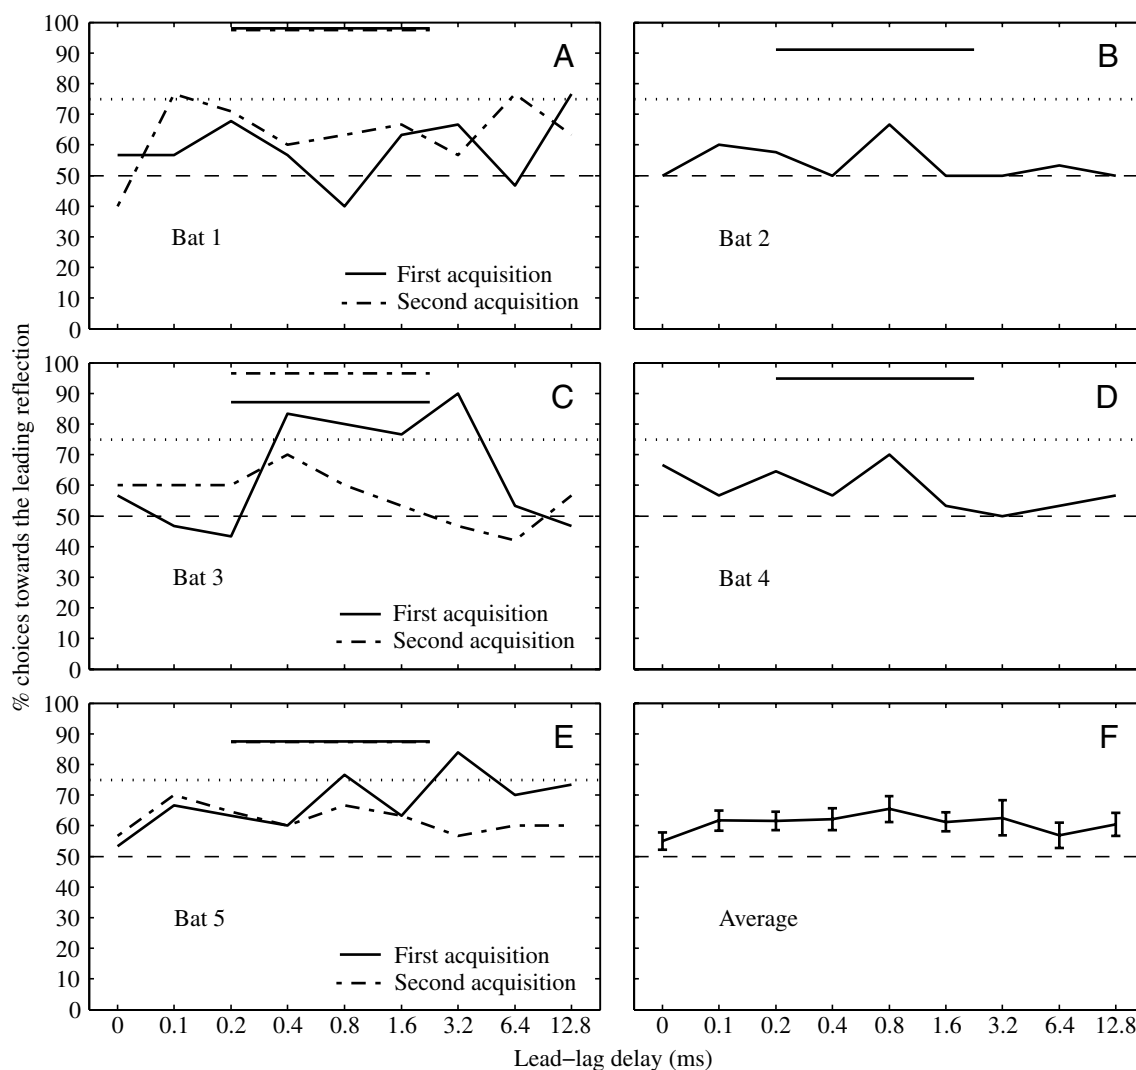 % choices towards the leading reflection
100
90
80
70
60
50
40
30
20
10
0
A
Bat 1
First acquisition
Second acquisition
B
Bat 2
100
90
80
70
60
50
40
30
20
10
0
C
Bat 3
First acquisition
Second acquisition
D
Bat 4
100
90
80
70
60
50
40
30
20
10
0
E
Bat 5
First acquisition
Second acquisition
0 0.1 0.2 0.4 0.8 1.6 3.2 6.4 12.8
F
Average
0 0.1 0.2 0.4 0.8 1.6 3.2 6.4 12.8
Lead–lag delay (ms)